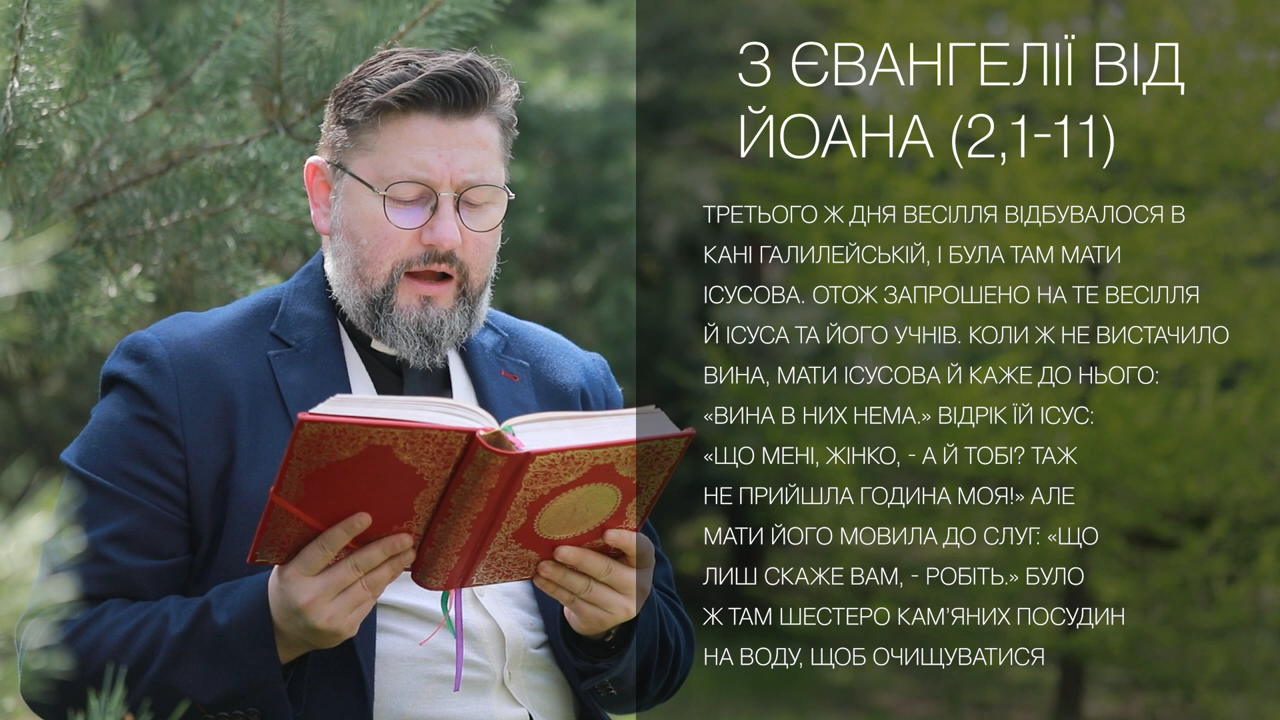 З ЄВАНГЕЛІЇ ВІД
ЙОАНА (2,1-11)
ТРЕТЬОГО Ж ДНЯ ВЕСІЛЛЯ ВІДБУВАЛОСЯ В
КАНІ ГАЛИЛЕЙСЬКІЙ, І БУЛА ТАМ МАТИ
ІСУСОВА. ОТОЖ ЗАПРОШЕНО НА ТЕ ВЕСІЛЛЯ
Й ІСУСА ТА ЙОГО УЧНІВ. КОЛИ Ж НЕ ВИСТАЧИЛО
ВИНА, МАТИ ІСУСОВА Й КАЖЕ ДО НЬОГО:
«ВИНА В НИХ НЕМА.» ВІДРІК ЇЙ ІСУС:
«ЩО МЕНІ, ЖІНКО, - А Й ТОБІ? ТАЖ
НЕ ПРИЙШЛА ГОДИНА МОЯ!» АЛЕ
МАТИ ЙОГО МОВИЛА ДО СЛУГ: «ЩО
ЛИШ СКАЖЕ ВАМ, - РОБІТЬ.» БУЛО
Ж ТАМ ШЕСТЕРО КАМ’ЯНИХ ПОСУДИН
НА ВОДУ, ЩОБ ОЧИЩУВАТИСЯ